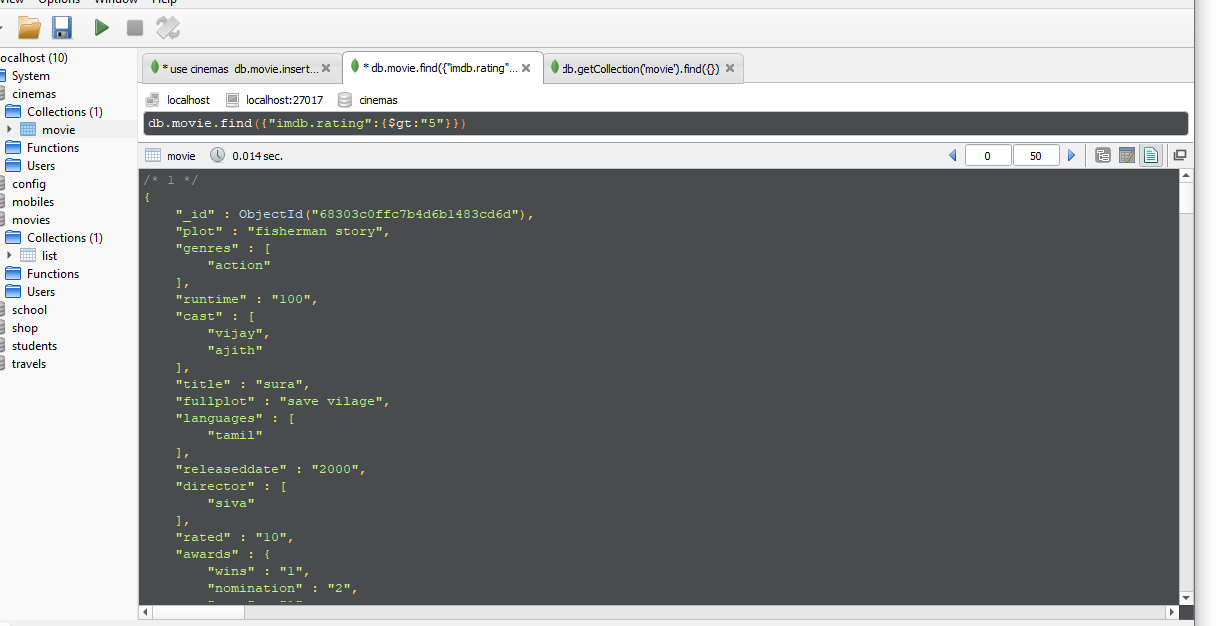 View Options Window Help
ocalhost (10)
System
cinemas
Collections (1)
movie
Functions
Users
config
mobiles
movies
Collections (1)
list
Functions
Users
school
shop
students
travels
* use cinemas db.movie.insert...
* db.movie.find({"imdb.rating"...
db.getCollection('movie').find({})
localhost localhost:27017 cinemas
db.movie.find({"imdb.rating":{$gt:"5"}})
movie 0.014 sec. 0 50
/* 1 */
{
"_id" : ObjectId("68303c0ffc7b4d6b1483cd6d"),
"plot" : "fisherman story",
"genres" : [
"action"
],
"runtime" : "100",
"cast" : [
"vijay",
"ajith"
],
"title" : "sura",
"fullplot" : "save vilage",
"languages" : [
"tamil"
],
"releaseddate" : "2000",
"director" : [
"siva"
],
"rated" : "10",
"awards" : {
"wins" : "1",
"nomination" : "2",